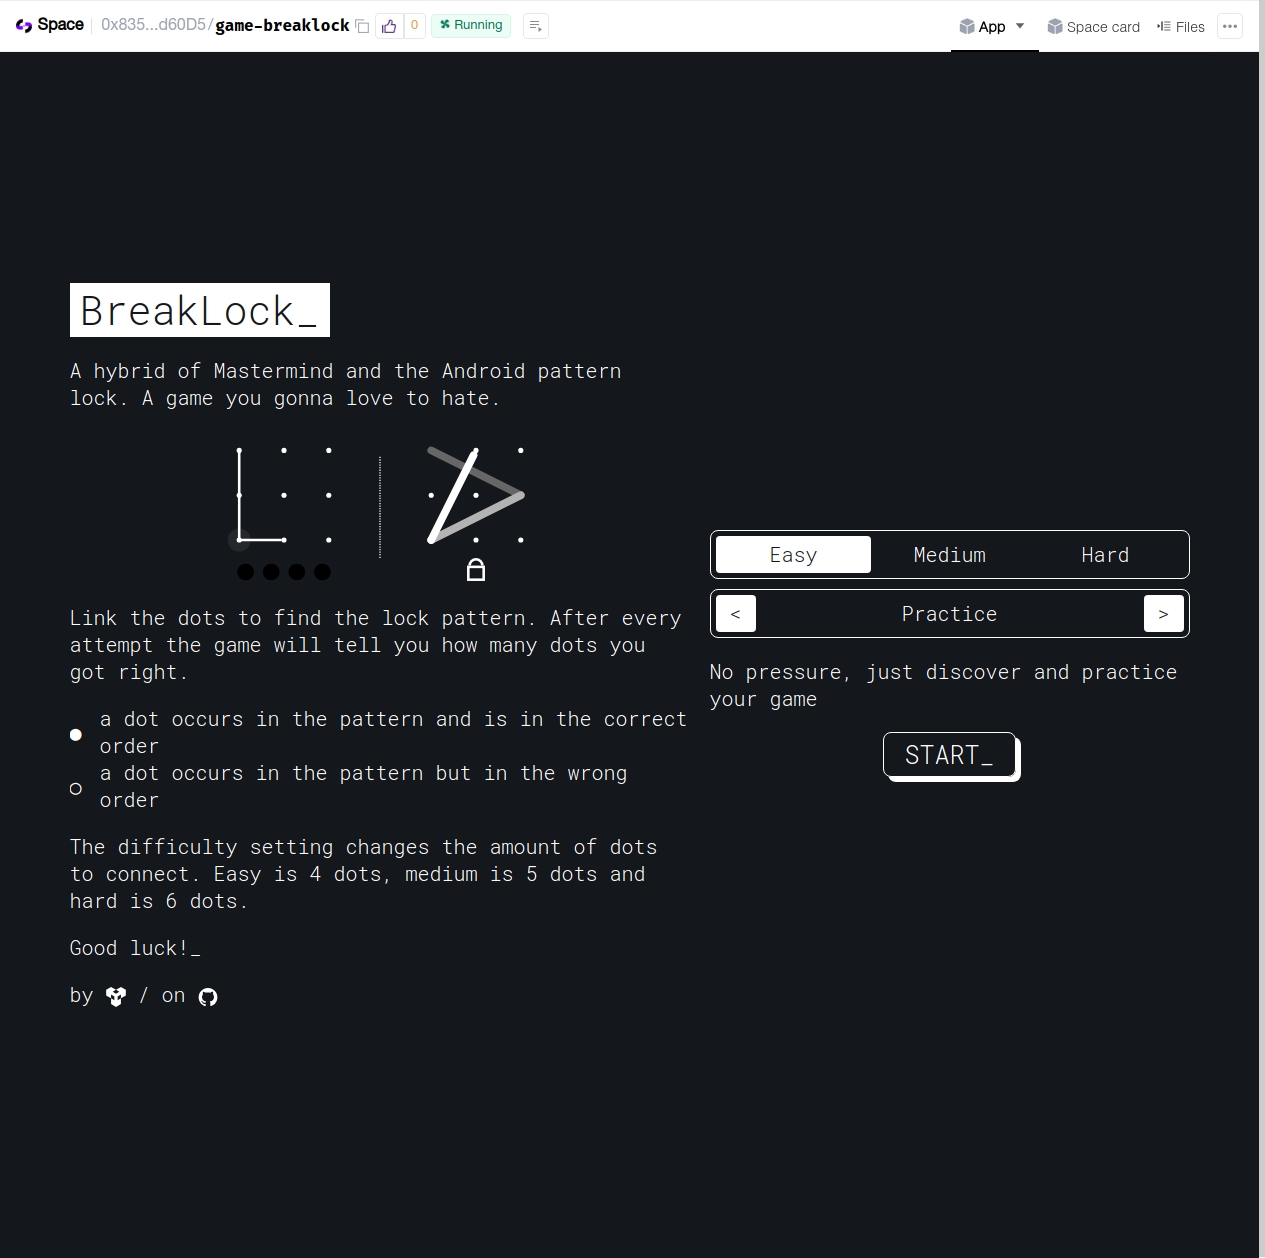 Space 0x835...d60D5/game-breaklock 0 Running App Space card Files
BreakLock_
A hybrid of Mastermind and the Android pattern
lock. A game you gonna love to hate.
Link the dots to find the lock pattern. After every
attempt the game will tell you how many dots you
got right.
a dot occurs in the pattern and is in the correct
order
a dot occurs in the pattern but in the wrong
order
The difficulty setting changes the amount of dots
to connect. Easy is 4 dots, medium is 5 dots and
hard is 6 dots.
Good luck!_
by / on
Easy Medium Hard
< Practice >
No pressure, just discover and practice
your game
START_